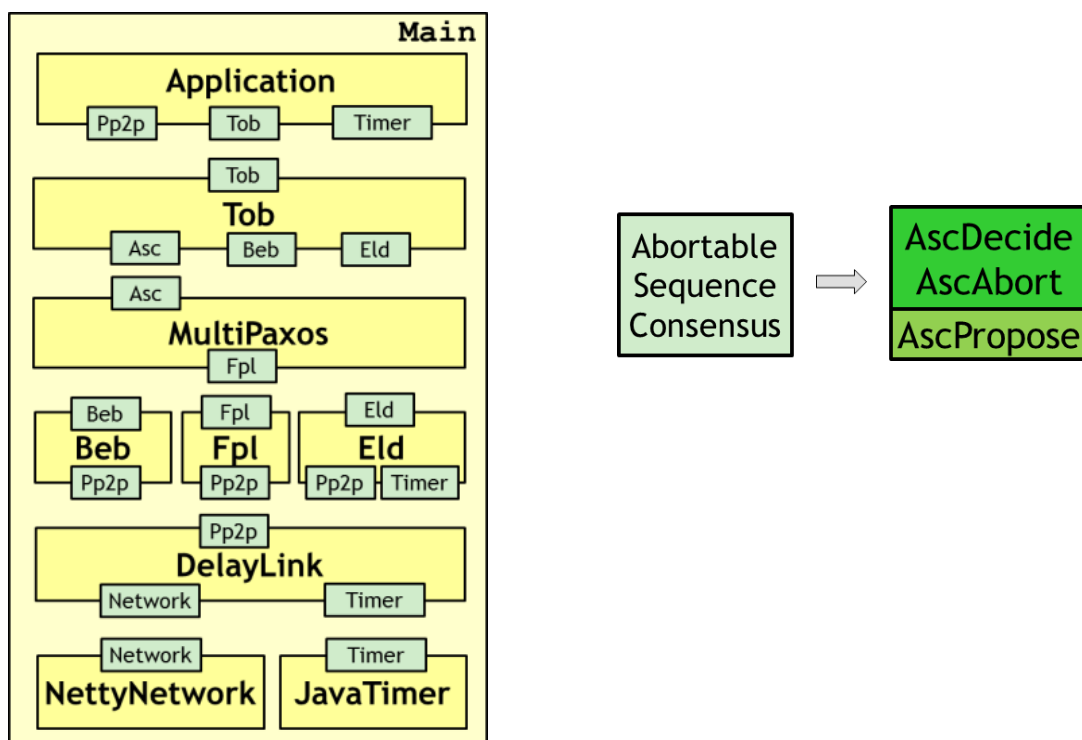 Main
Application
Pp2p Tob Timer
Tob
Tob
Asc Beb Eld
Asc
MultiPaxos
Fpl
Beb Fpl Eld
Beb Fpl Eld
Pp2p Pp2p Pp2p Timer
Pp2p
DelayLink
Network Timer
Network Timer
NettyNetwork JavaTimer
Abortable
Sequence
Consensus
AscDecide
AscAbort
AscPropose